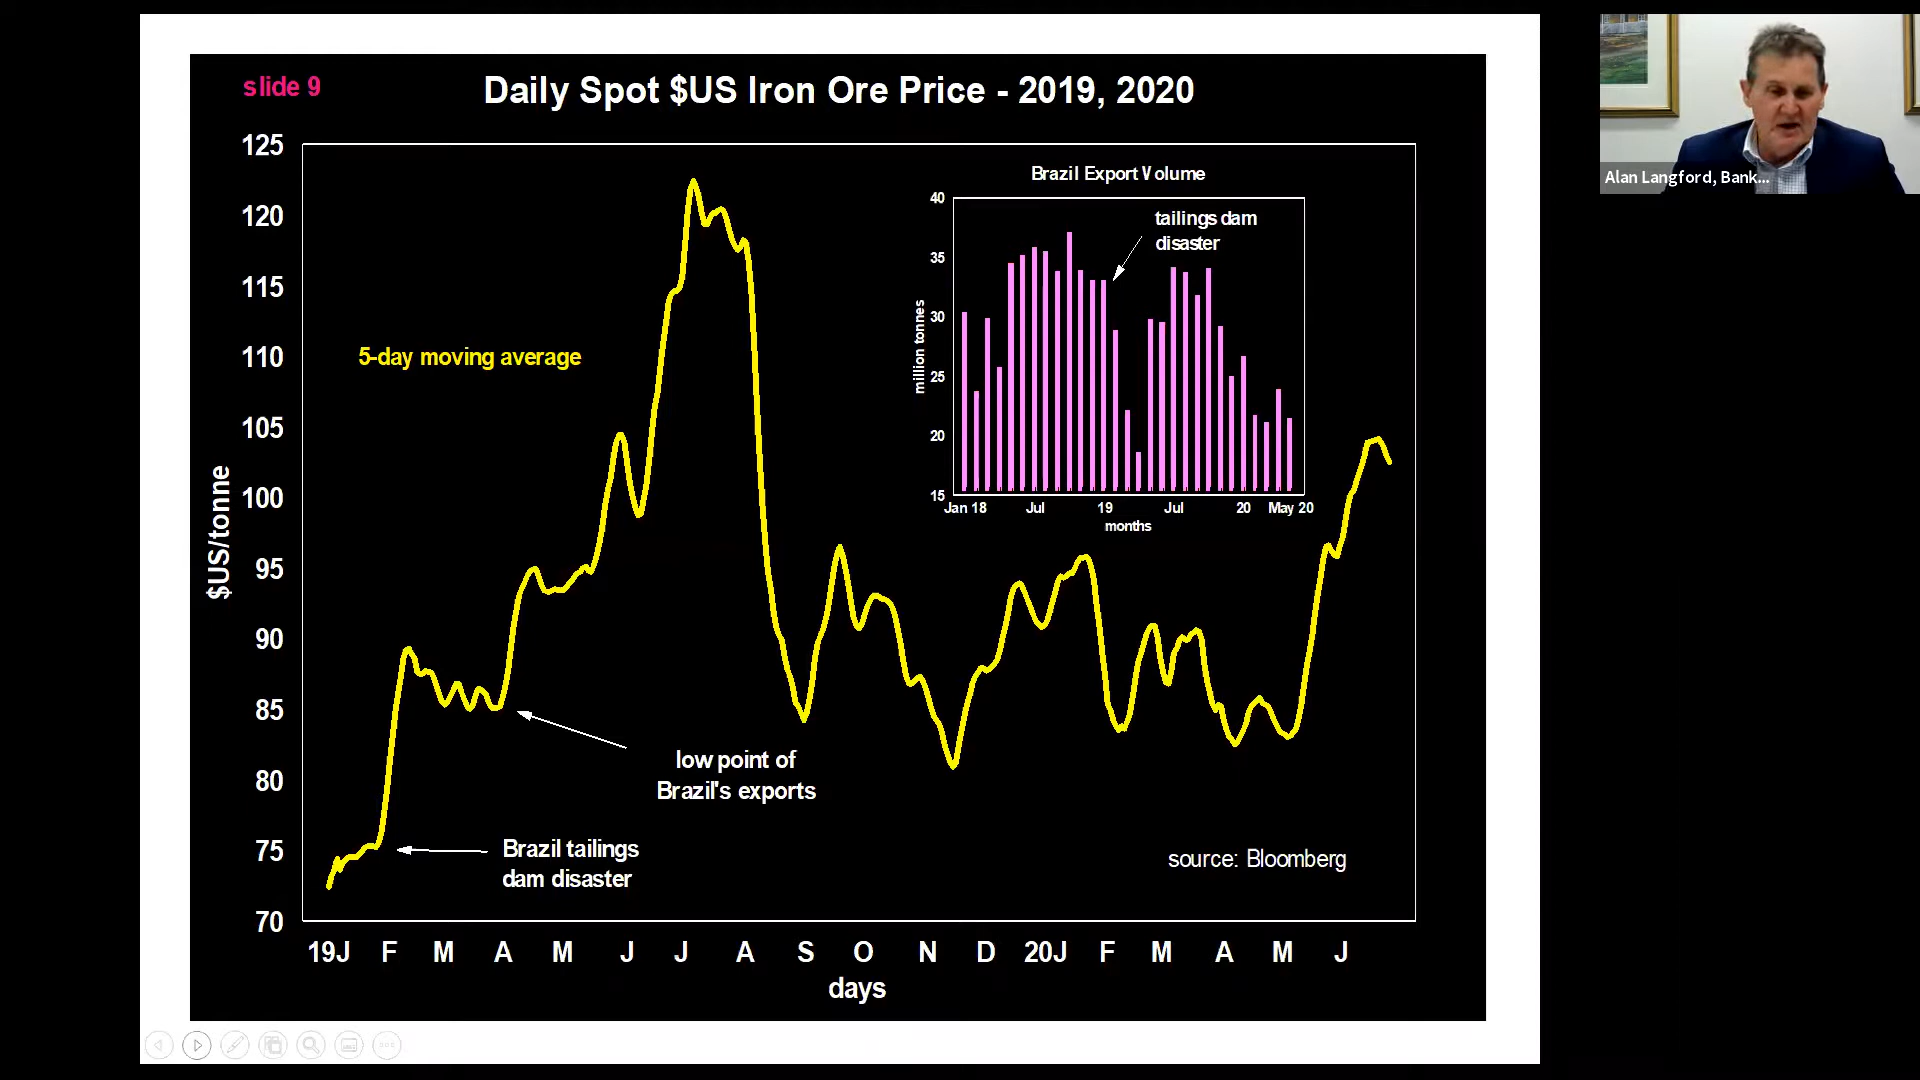 slide 9
Daily Spot $US Iron Ore Price - 2019, 2020
125
120
115
110
105
100
95
90
85
80
75
70
$US/tonne
5-day moving average
low point of
Brazil's exports
Brazil tailings
dam disaster
source: Bloomberg
19J F M A M J J A S O N D 20J F M A M J
days
Brazil Export Volume
40
35
30
25
20
15
million tonnes
tailings dam
disaster
Jan 18 Jul 19 Jul 20 May 20
months
Alan Langford, Bank...